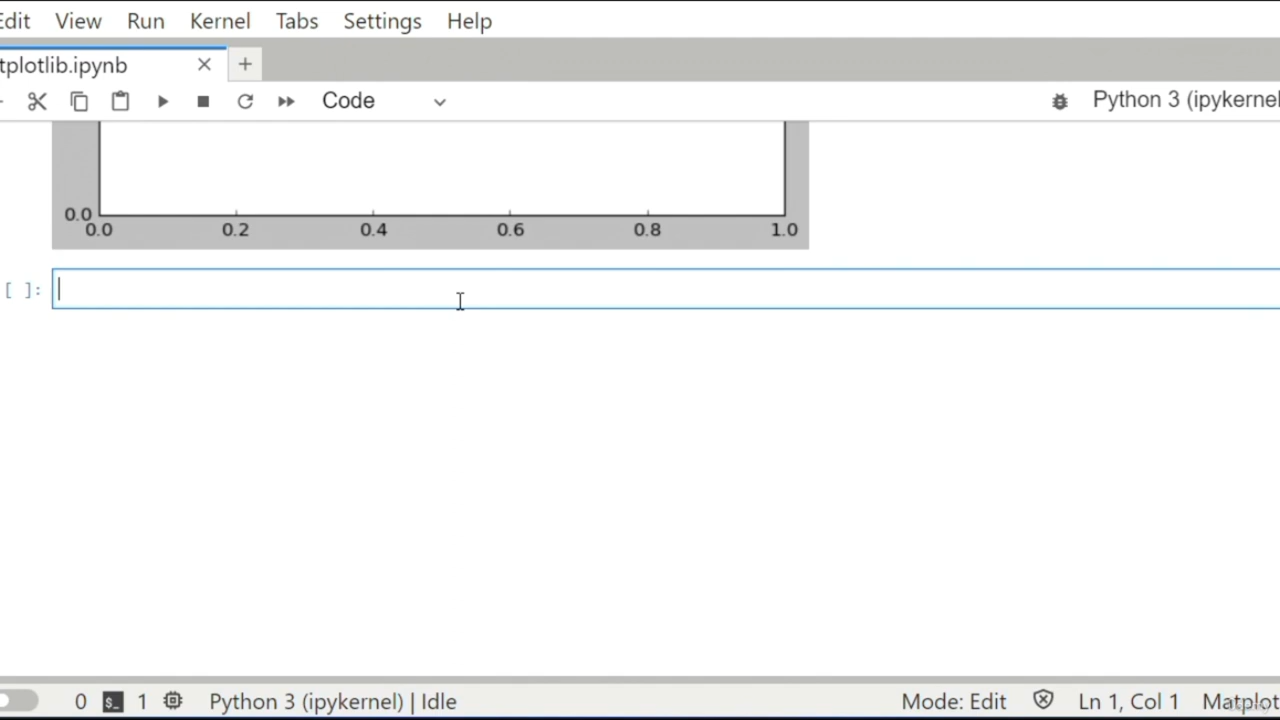 Edit View Run Kernel Tabs Settings Help
tplotlib.ipynb
Code
Python 3 (ipykernel
0.0
0.0 0.2 0.4 0.6 0.8 1.0
[ ]:
0 $_ 1 Python 3 (ipykernel) | Idle Mode: Edit Ln 1, Col 1 Matplot